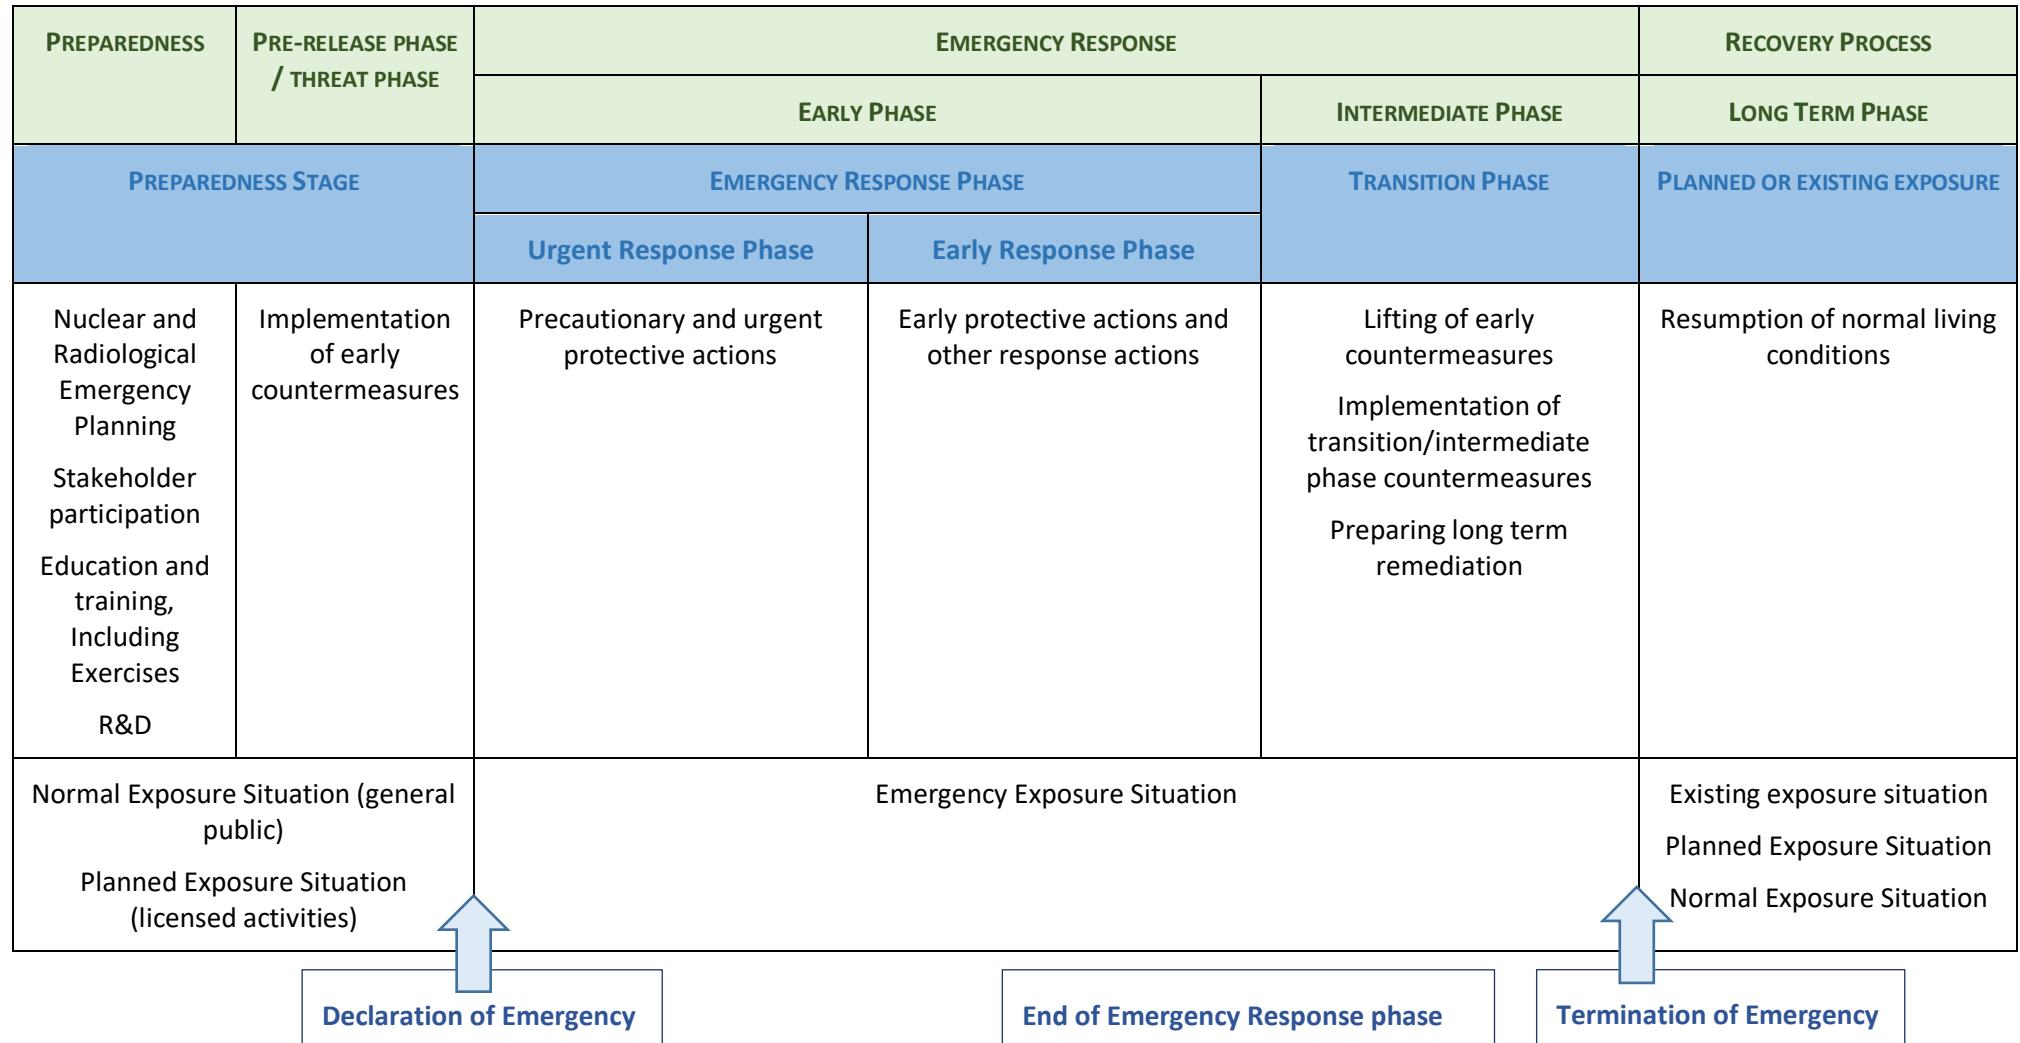 PREPAREDNESS
PRE-RELEASE PHASE
/ THREAT PHASE
EMERGENCY RESPONSE
RECOVERY PROCESS
EARLY PHASE
INTERMEDIATE PHASE
LONG TERM PHASE
PREPAREDNESS STAGE
EMERGENCY RESPONSE PHASE
TRANSITION PHASE
PLANNED OR EXISTING EXPOSURE
Urgent Response Phase
Early Response Phase
Nuclear and
Radiological
Emergency
Planning
Stakeholder
participation
Education and
training,
Including
Exercises
R&D
Implementation
of early
countermeasures
Precautionary and urgent
protective actions
Early protective actions and
other response actions
Lifting of early
countermeasures
Implementation of
transition/intermediate
phase countermeasures
Preparing long term
remediation
Resumption of normal living
conditions
Normal Exposure Situation (general
public)
Planned Exposure Situation
(licensed activities)
Emergency Exposure Situation
Existing exposure situation
Planned Exposure Situation
Normal Exposure Situation
Declaration of Emergency
End of Emergency Response phase
Termination of Emergency